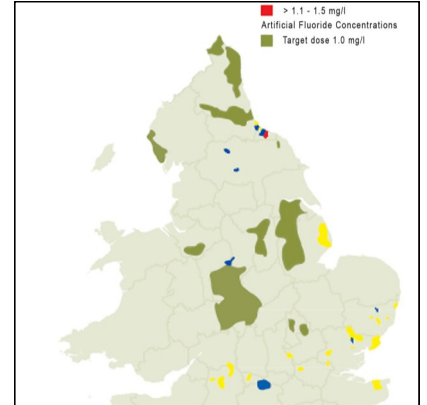 > 1.1 - 1.5 mg/l
Artificial Fluoride Concentrations
Target dose 1.0 mg/l